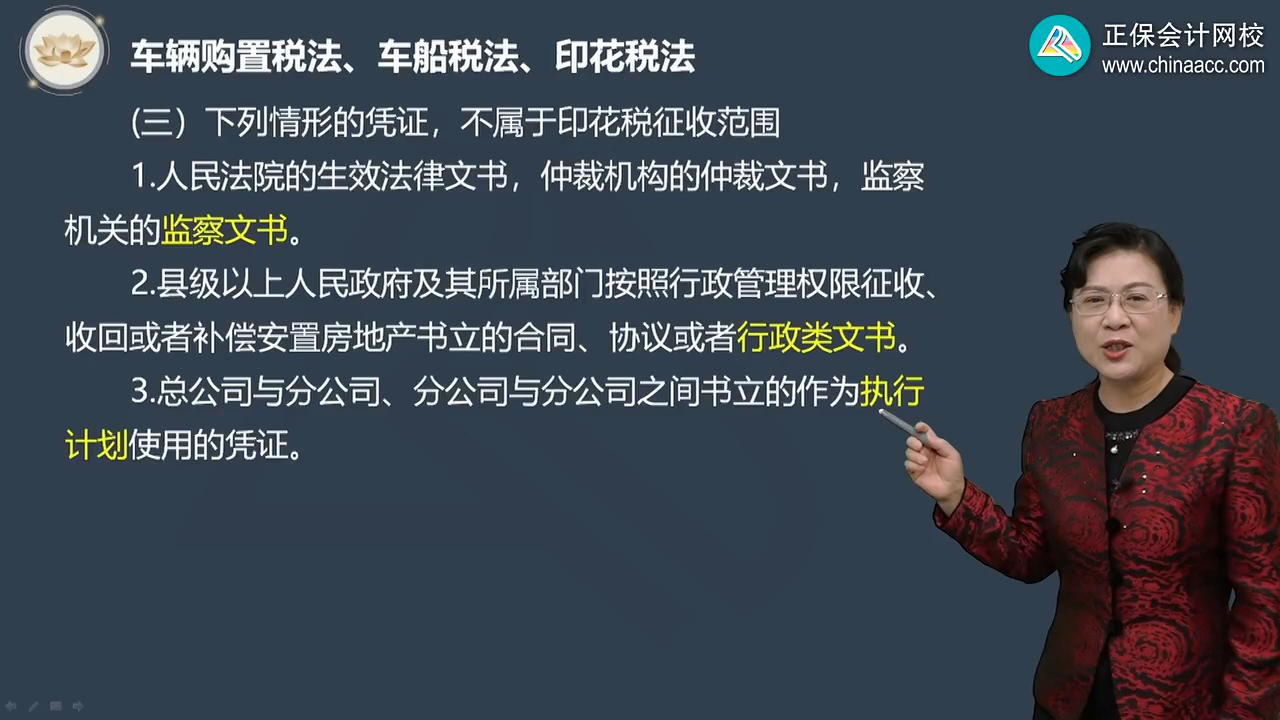 车辆购置税法、车船税法、印花税法
正保会计网校
www.chinaacc.com
(三）下列情形的凭证，不属于印花税征收范围
1.人民法院的生效法律文书，仲裁机构的仲裁文书，监察
机关的监察文书。
2.县级以上人民政府及其所属部门按照行政管理权限征收、
收回或者补偿安置房地产书立的合同、协议或者行政类文书。
3.总公司与分公司、分公司与分公司之间书立的作为执行
计划使用的凭证。